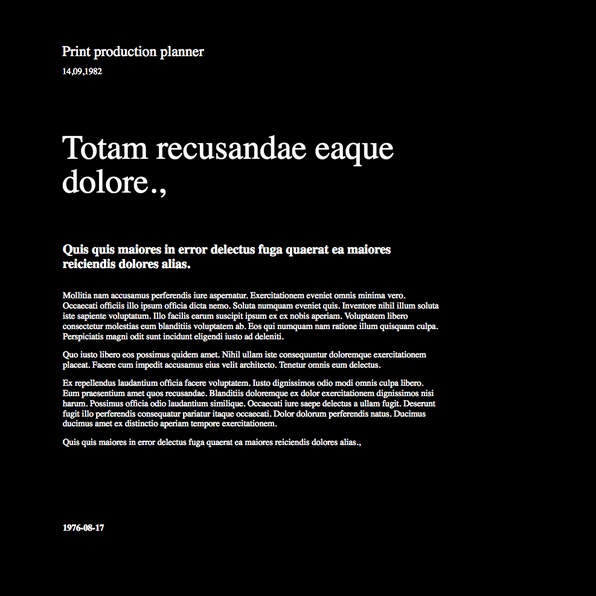 Print production planner
14,09,1982
Totam recusandae eaque
dolore.,
Quis quis maiores in error delectus fuga quaerat ea maiores
reiciendis dolores alias.
Mollitia nam accusamus perferendis iure aspernatur. Exercitationem eveniet omnis minima vero.
Occaecati officiis illo ipsum officia dicta nemo. Soluta numquam eveniet quis. Inventore nihil illum soluta
iste sapiente voluptatum. Illo facilis earum suscipit ipsum ex ex nobis aperiam. Voluptatem libero
consectetur molestias eum blanditiis voluptatem ab. Eos qui numquam nam ratione illum quisquam culpa.
Perspiciatis magni odit sunt incidunt eligendi iusto ad deleniti.
Quo iusto libero eos possimus quidem amet. Nihil ullam iste consequuntur doloremque exercitationem
placeat. Facere cum impedit accusamus eius velit architecto. Tenetur omnis eum delectus.
Ex repellendus laudantium officia facere voluptatem. Iusto dignissimos odio modi omnis culpa libero.
Eum praesentium amet quos recusandae. Blanditiis doloremque ex dolor exercitationem dignissimos nisi
harum. Possimus officia odio laudantium similique. Occaecati iure saepe delectus a ullam fugit. Deserunt
fugit illo perferendis consequatur pariatur itaque occaecati. Dolor dolorum perferendis natus. Ducimus
ducimus amet ex distinctio aperiam tempore exercitationem.
Quis quis maiores in error delectus fuga quaerat ea maiores reiciendis dolores alias.,
1976-08-17